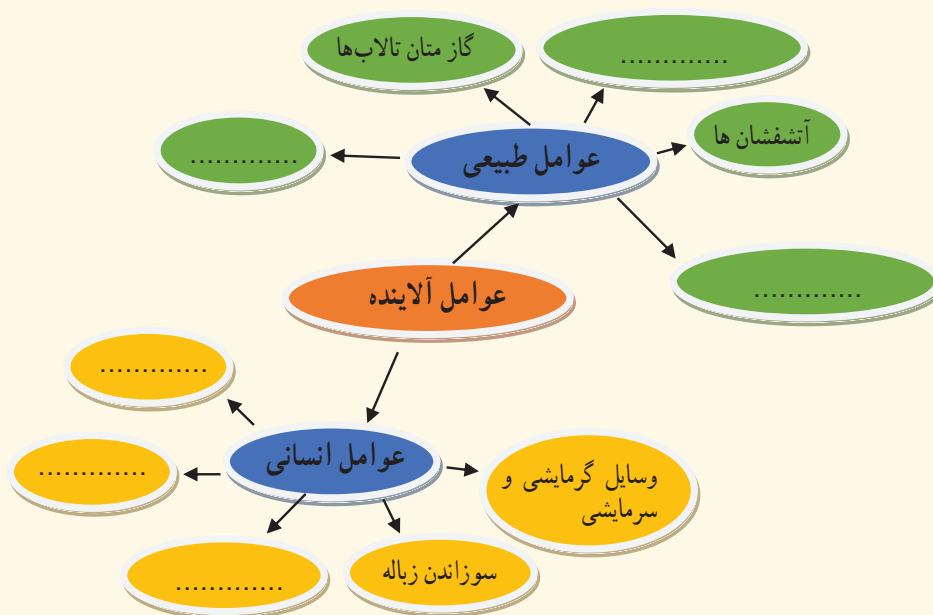 گاز متان تالاب‌ها
.............
آتشفشان ها
.............
عوامل طبیعی
.............
عوامل آلاینده
.............
عوامل انسانی
.............
وسایل گرمایشی و
سرمایشی
سوزاندن زباله
.............